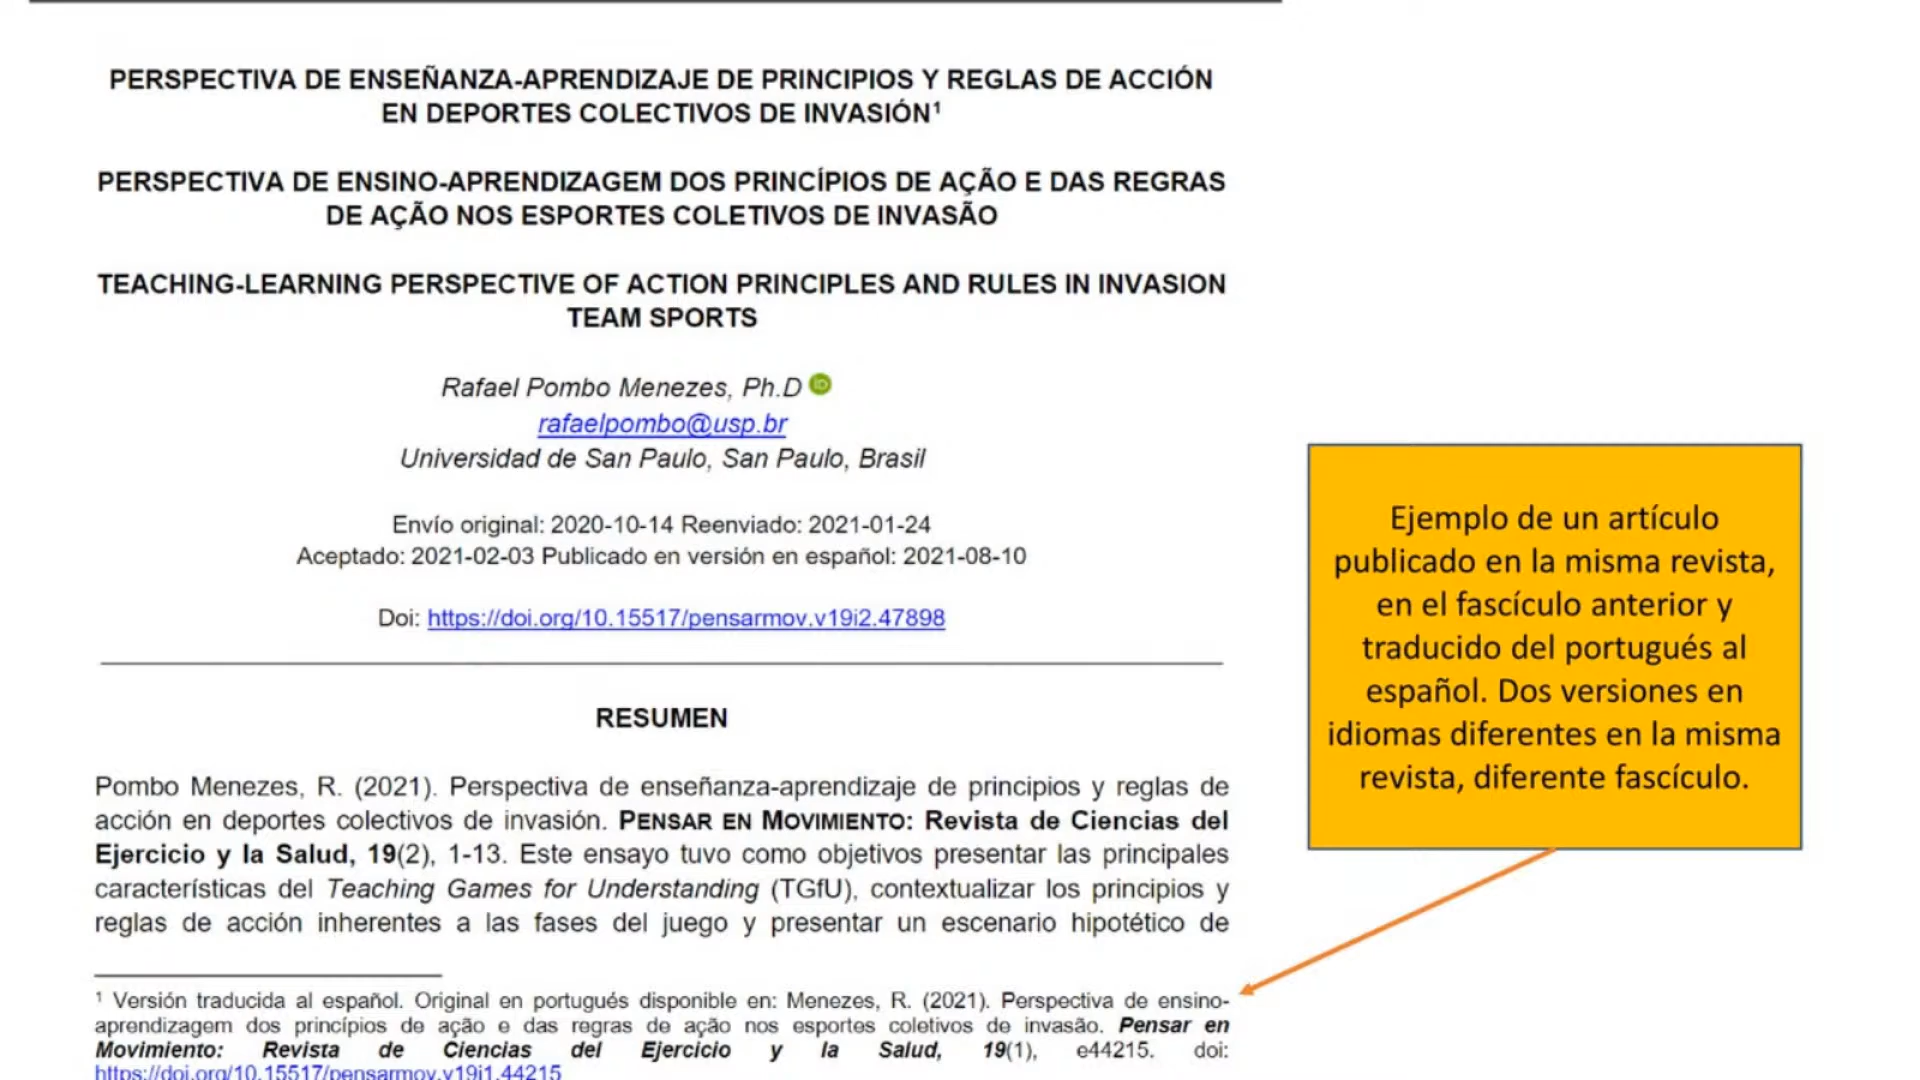 PERSPECTIVA DE ENSEÑANZA-APRENDIZAJE DE PRINCIPIOS Y REGLAS DE ACCIÓN
EN DEPORTES COLECTIVOS DE INVASIÓN¹
PERSPECTIVA DE ENSINO-APRENDIZAGEM DOS PRINCÍPIOS DE AÇÃO E DAS REGRAS
DE AÇÃO NOS ESPORTES COLETIVOS DE INVASÃO
TEACHING-LEARNING PERSPECTIVE OF ACTION PRINCIPLES AND RULES IN INVASION
TEAM SPORTS
Rafael Pombo Menezes, Ph.D iD
rafaelpombo@usp.br
Universidad de San Paulo, San Paulo, Brasil
Envío original: 2020-10-14 Reenviado: 2021-01-24
Aceptado: 2021-02-03 Publicado en versión en español: 2021-08-10
Doi: https://doi.org/10.15517/pensarmov.v19i2.47898
RESUMEN
Pombo Menezes, R. (2021). Perspectiva de enseñanza-aprendizaje de principios y reglas de
acción en deportes colectivos de invasión. PENSAR EN MOVIMIENTO: Revista de Ciencias del
Ejercicio y la Salud, 19(2), 1-13. Este ensayo tuvo como objetivos presentar las principales
características del Teaching Games for Understanding (TGfU), contextualizar los principios y
reglas de acción inherentes a las fases del juego y presentar un escenario hipotético de
¹ Versión traducida al español. Original en portugués disponible en: Menezes, R. (2021). Perspectiva de ensino-
aprendizagem dos princípios de ação e das regras de ação nos esportes coletivos de invasão. Pensar en
Movimiento: Revista de Ciencias del Ejercicio y la Salud, 19(1), e44215. doi:
https://doi.org/10.15517/pensarmov.v19i1.44215
Ejemplo de un artículo
publicado en la misma revista,
en el fascículo anterior y
traducido del portugués al
español. Dos versiones en
idiomas diferentes en la misma
revista, diferente fascículo.